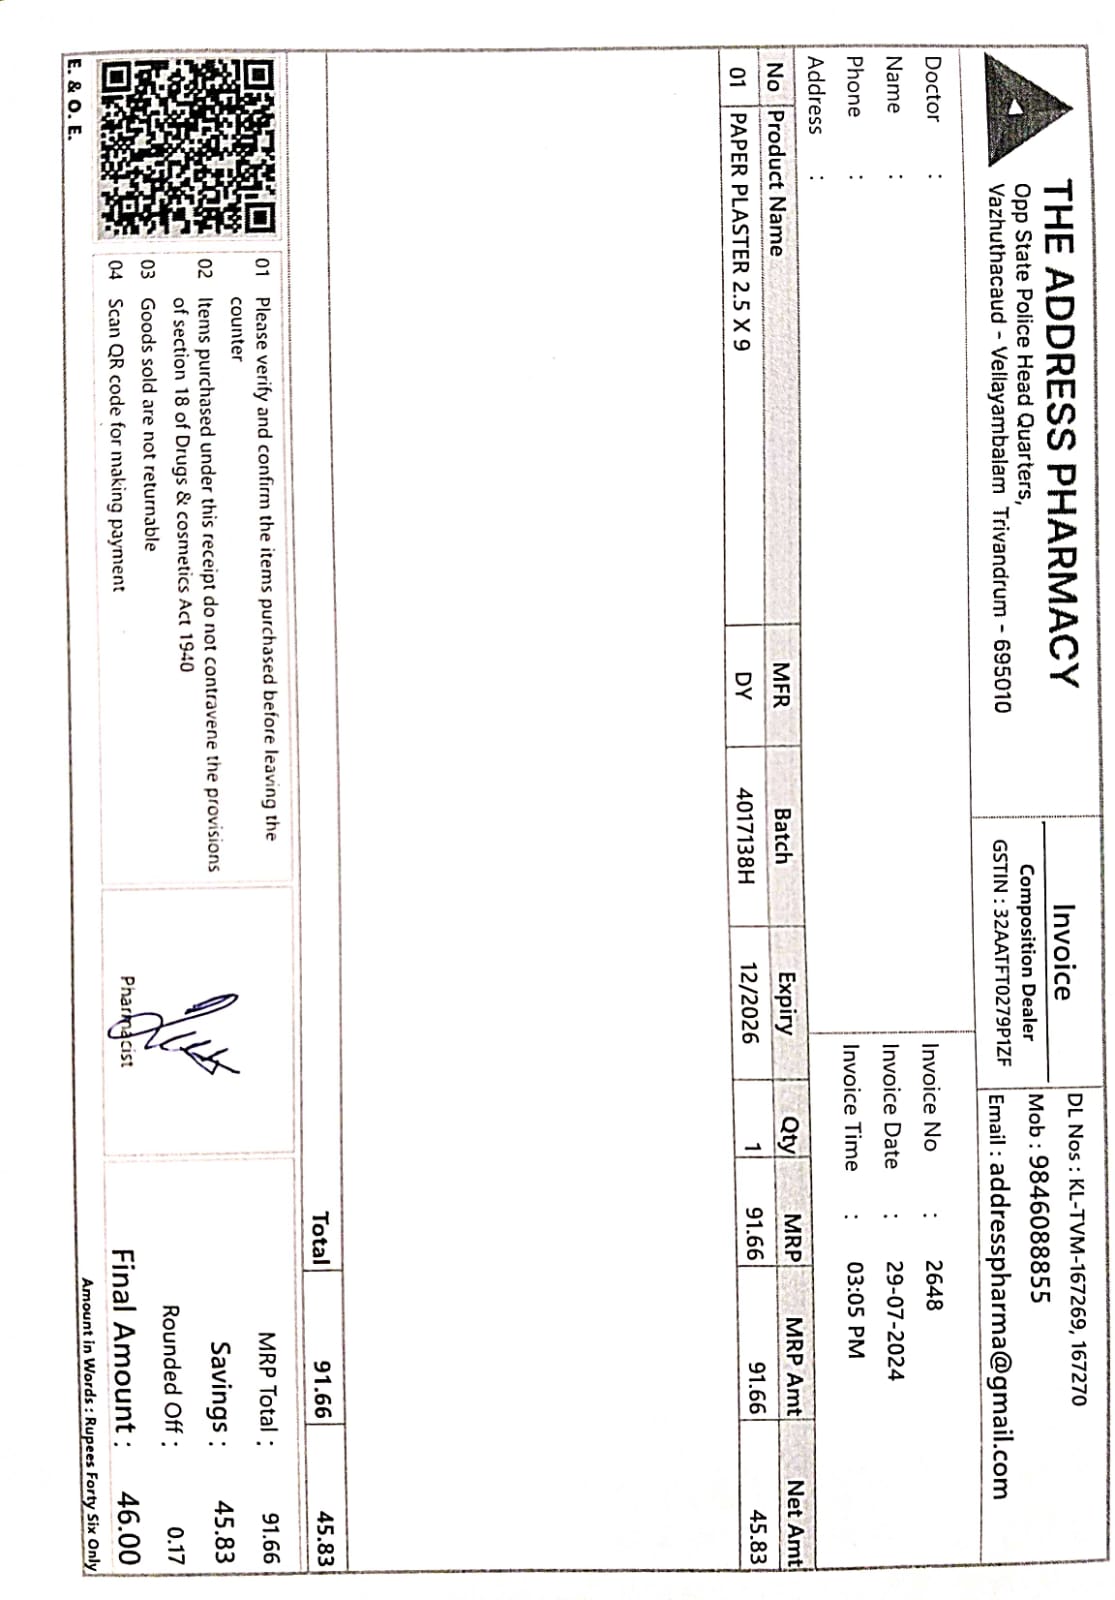 THE ADDRESS PHARMACY
Opp State Police Head Quarters,
Vazhuthacaud - Vellayambalam Trivandrum - 695010
Invoice
Composition Dealer
GSTIN : 32AATFT0279P1ZF
DL Nos : KL-TVM-167269, 167270
Mob : 9846088855
Email : addresspharma@gmail.com
Doctor :
Name :
Phone :
Address :
Invoice No : 2648
Invoice Date : 29-07-2024
Invoice Time : 03:05 PM
No Product Name MFR Batch Expiry Qty MRP MRP Amt Net Amt
01 PAPER PLASTER 2.5 X 9 DY 4017138H 12/2026 1 91.66 91.66 45.83
Total 91.66 45.83
01 Please verify and confirm the items purchased before leaving the
counter
02 Items purchased under this receipt do not contravene the provisions
of section 18 of Drugs & cosmetics Act 1940
03 Goods sold are not returnable
04 Scan QR code for making payment
Pharmacist
MRP Total : 91.66
Savings : 45.83
Rounded Off : 0.17
Final Amount : 46.00
Amount in Words : Rupees Forty Six Only
E. & O. E.